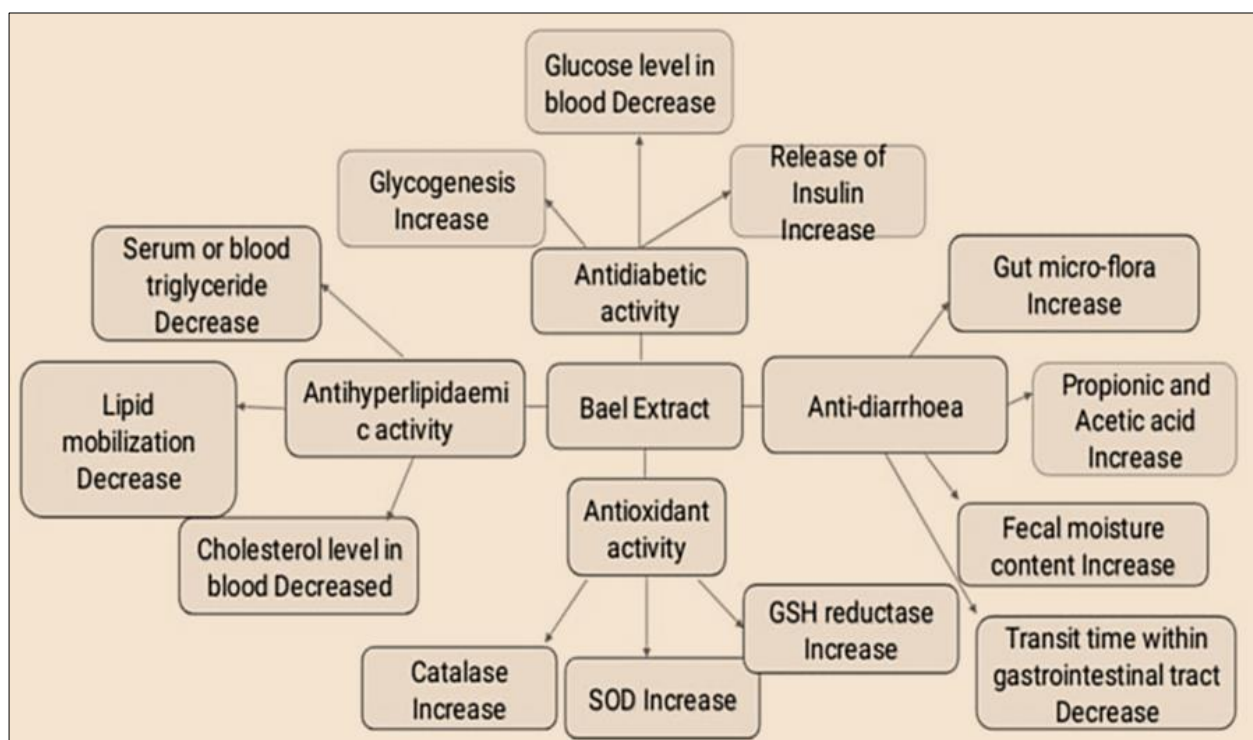 Glucose level in
blood Decrease
Glycogenesis
Increase
Release of
Insulin
Increase
Serum or blood
triglyceride
Decrease
Antidiabetic
activity
Gut micro-flora
Increase
Lipid
mobilization
Decrease
Antihyperlipidaemi
c activity
Bael Extract
Anti-diarrhoea
Propionic and
Acetic acid
Increase
Cholesterol level in
blood Decreased
Antioxidant
activity
Fecal moisture
content Increase
Catalase
Increase
SOD Increase
GSH reductase
Increase
Transit time within
gastrointestinal tract
Decrease